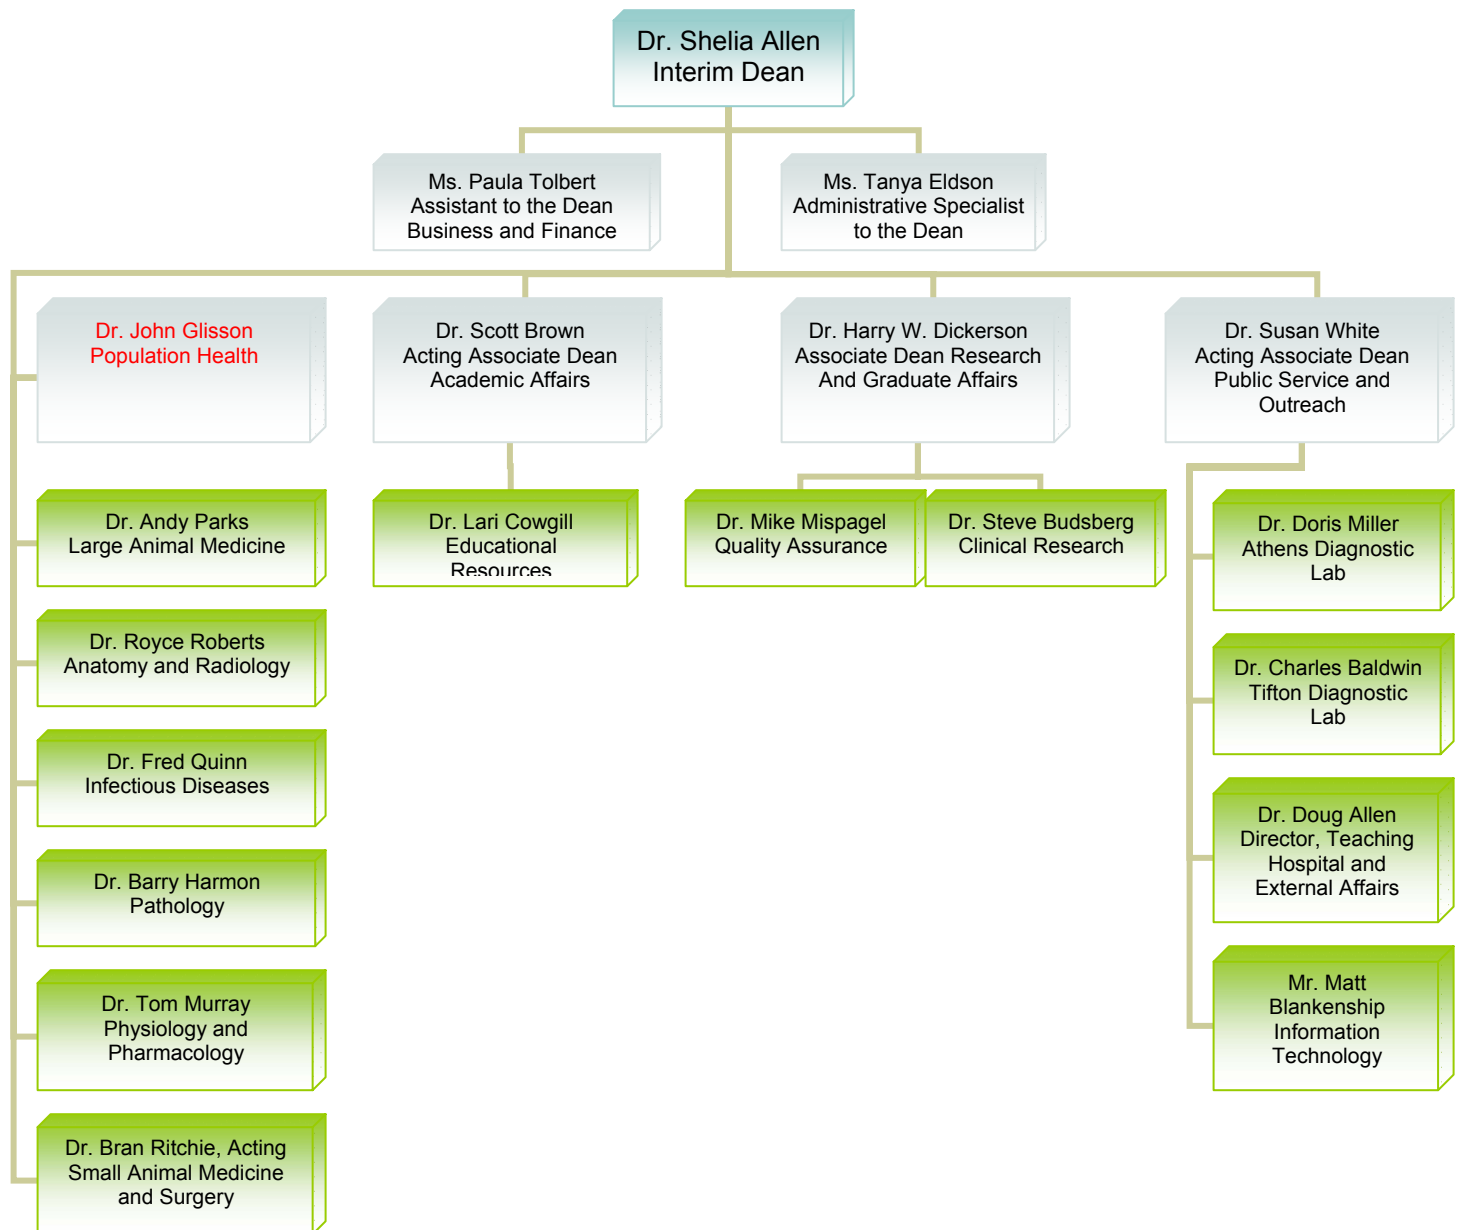 Dr. Shelia Allen
Interim Dean
Ms. Paula Tolbert
Assistant to the Dean
Business and Finance
Ms. Tanya Eldson
Administrative Specialist
to the Dean
Dr. John Glisson
Population Health
Dr. Scott Brown
Acting Associate Dean
Academic Affairs
Dr. Harry W. Dickerson
Associate Dean Research
And Graduate Affairs
Dr. Susan White
Acting Associate Dean
Public Service and
Outreach
Dr. Andy Parks
Large Animal Medicine
Dr. Royce Roberts
Anatomy and Radiology
Dr. Fred Quinn
Infectious Diseases
Dr. Barry Harmon
Pathology
Dr. Tom Murray
Physiology and
Pharmacology
Dr. Bran Ritchie, Acting
Small Animal Medicine
and Surgery
Dr. Lari Cowgill
Educational
Resources
Dr. Mike Mispagel
Quality Assurance
Dr. Steve Budsberg
Clinical Research
Dr. Doris Miller
Athens Diagnostic
Lab
Dr. Charles Baldwin
Tifton Diagnostic
Lab
Dr. Doug Allen
Director, Teaching
Hospital and
External Affairs
Mr. Matt
Blankenship
Information
Technology